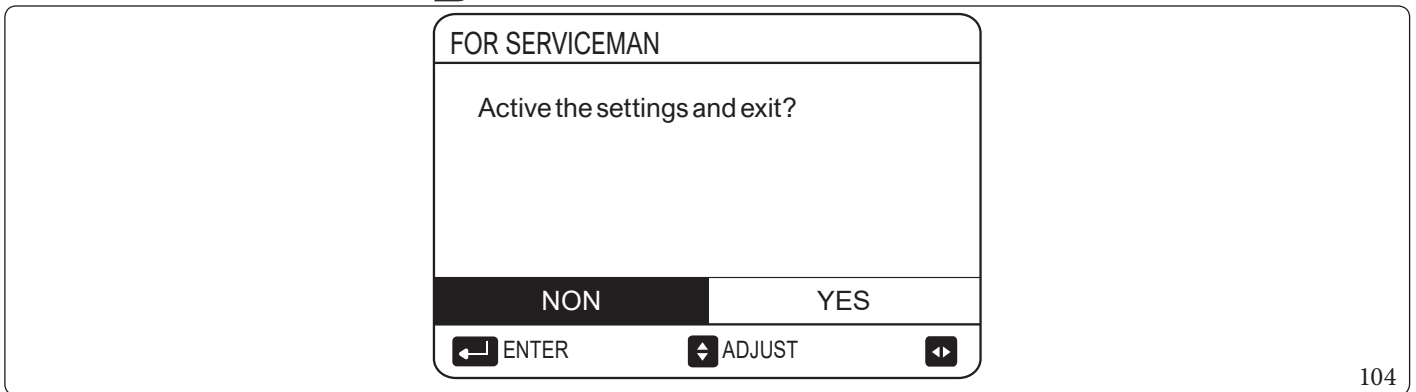 FOR SERVICEMAN
Active the settings and exit?
NON YES
ENTER ADJUST
104